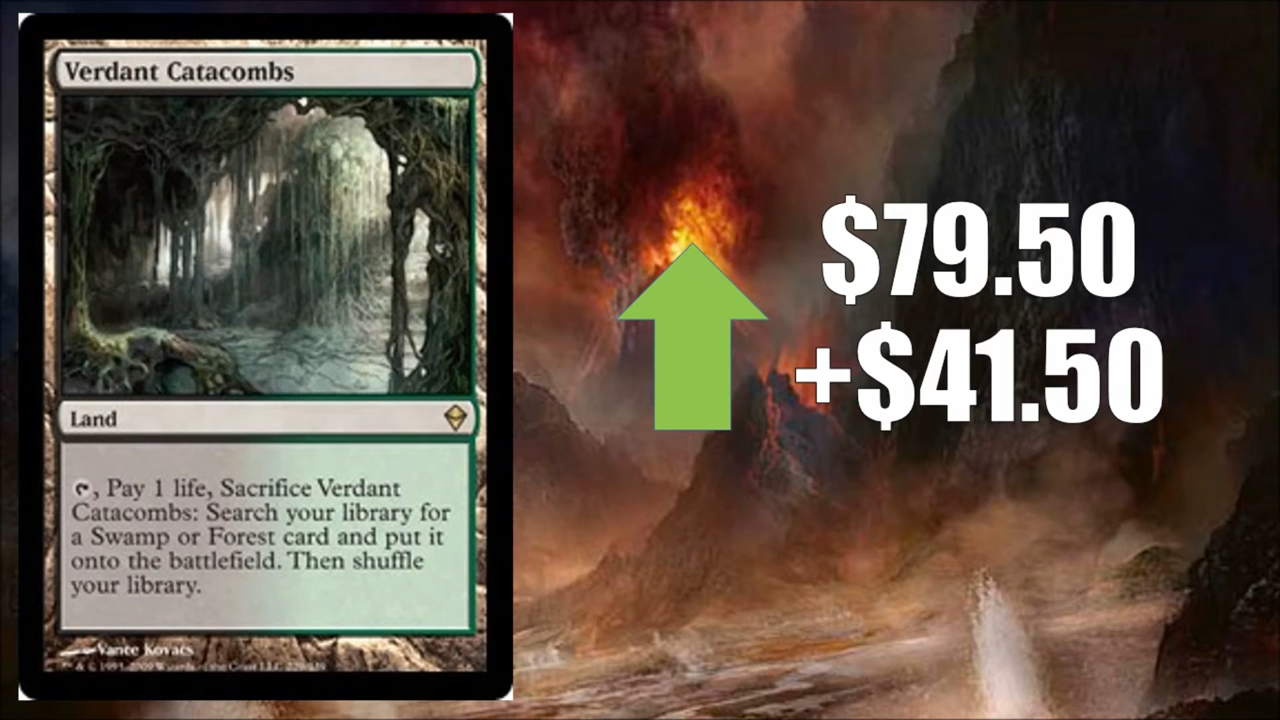 Verdant Catacombs
Land
, Pay 1 life, Sacrifice Verdant
Catacombs: Search your library for
a Swamp or Forest card and put it
onto the battlefield. Then shuffle
your library.
Vance Kovacs
$79.50
+$41.50